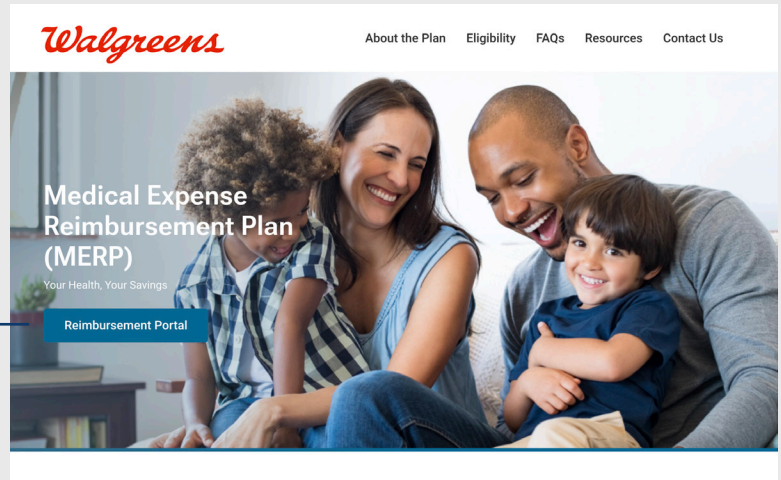 Walgreens
About the Plan Eligibility FAQs Resources Contact Us
Medical Expense
Reimbursement Plan
(MERP)
Your Health, Your Savings
Reimbursement Portal